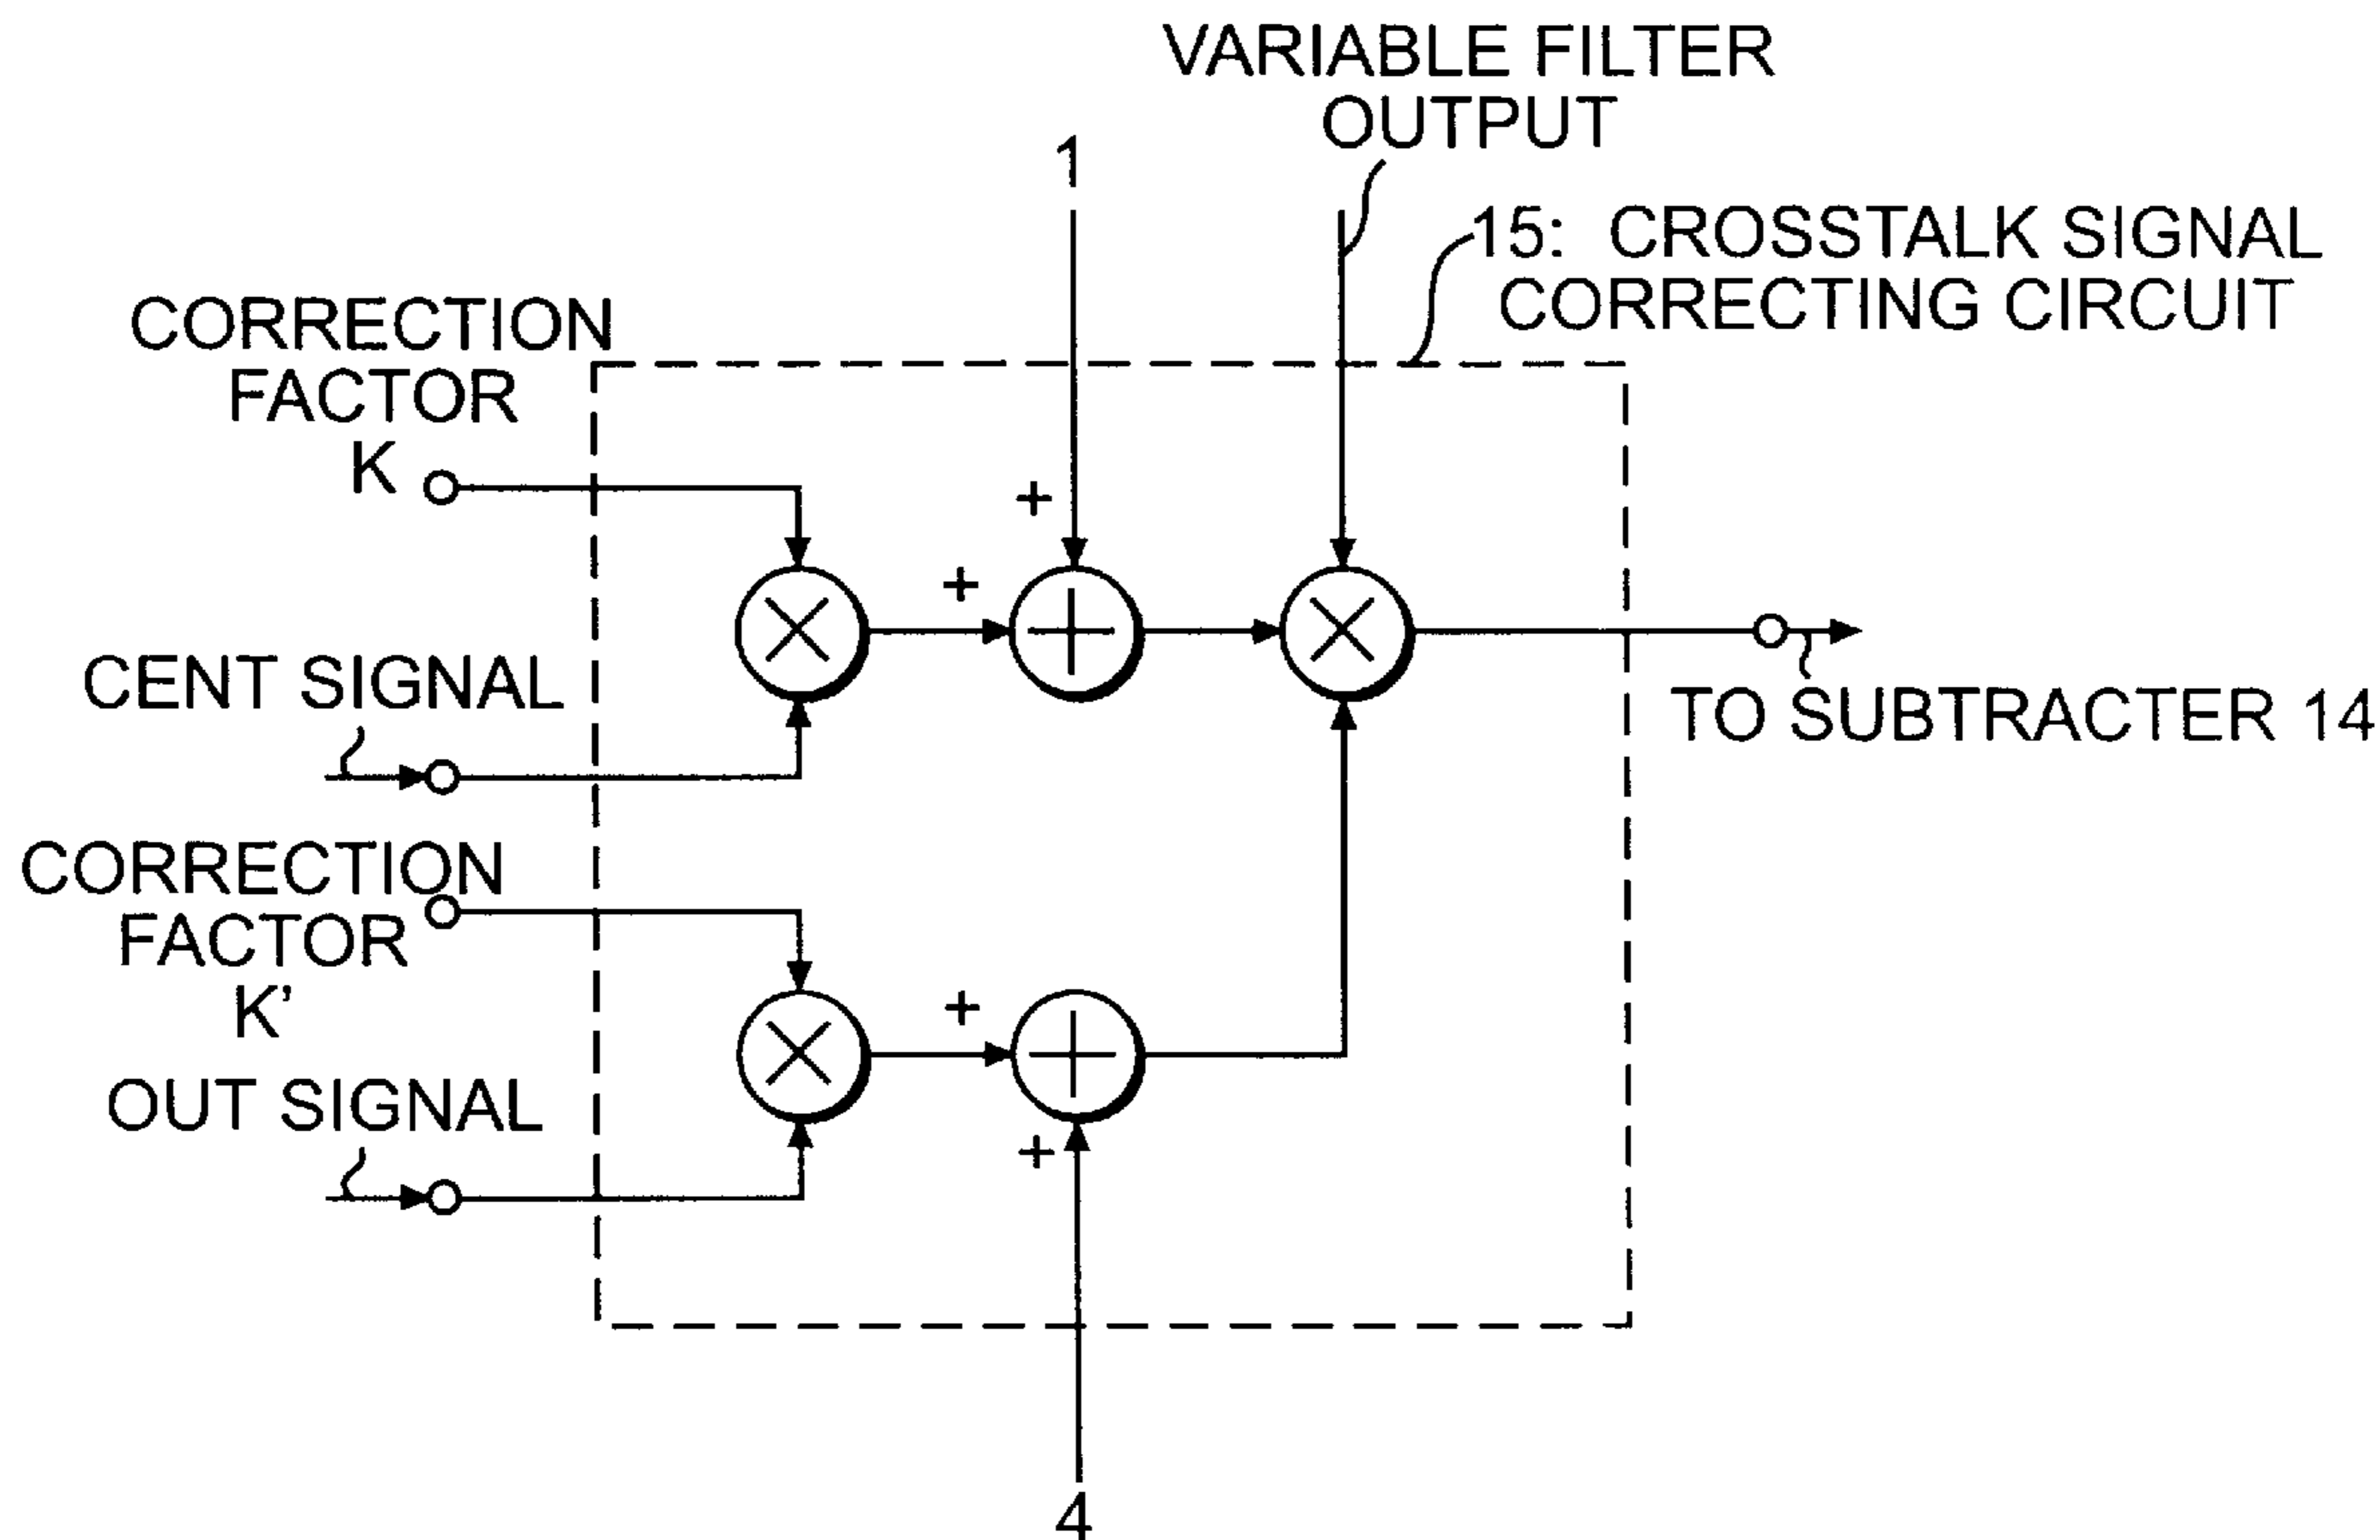 VARIABLE FILTER
OUTPUT
1
15: CROSSTALK SIGNAL
CORRECTING CIRCUIT
CORRECTION
FACTOR
K
+
+
CENT SIGNAL
TO SUBTRACTER 14
CORRECTION
FACTOR
K'
+
OUT SIGNAL
+
4